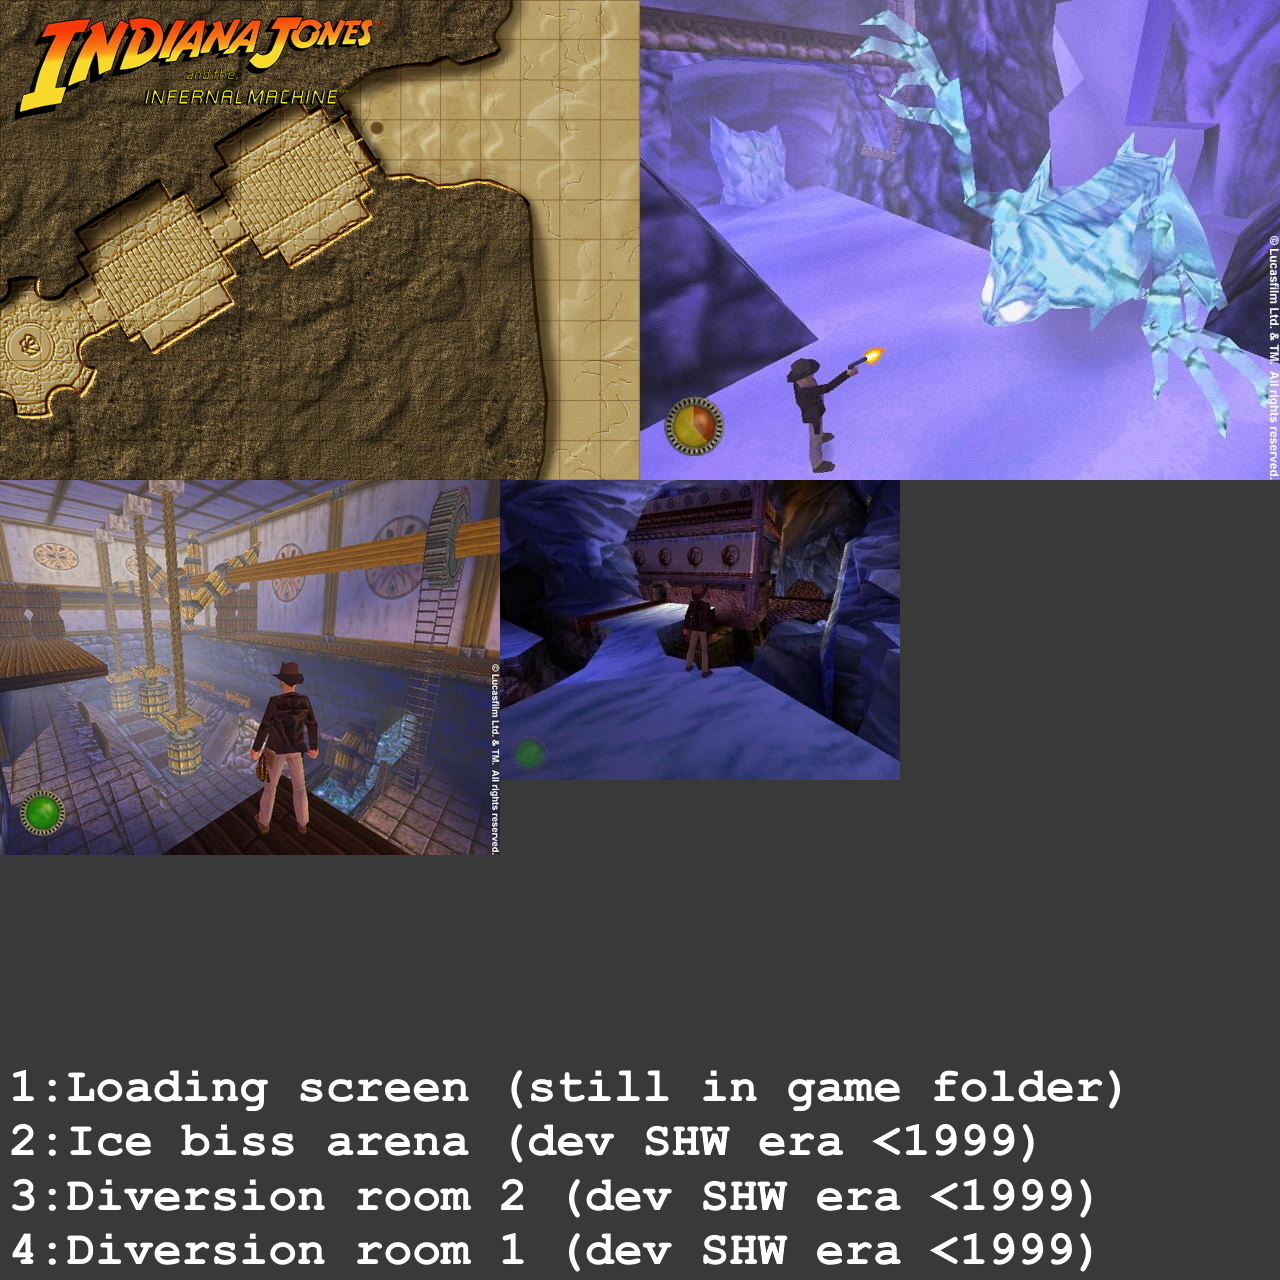 INDIANA JONES
and the
INFERNAL MACHINE
© Lucasfilm Ltd. & TM. All rights reserved.
© Lucasfilm Ltd. & TM. All rights reserved.
1:Loading screen (still in game folder)
2:Ice biss arena (dev SHW era <1999)
3:Diversion room 2 (dev SHW era <1999)
4:Diversion room 1 (dev SHW era <1999)